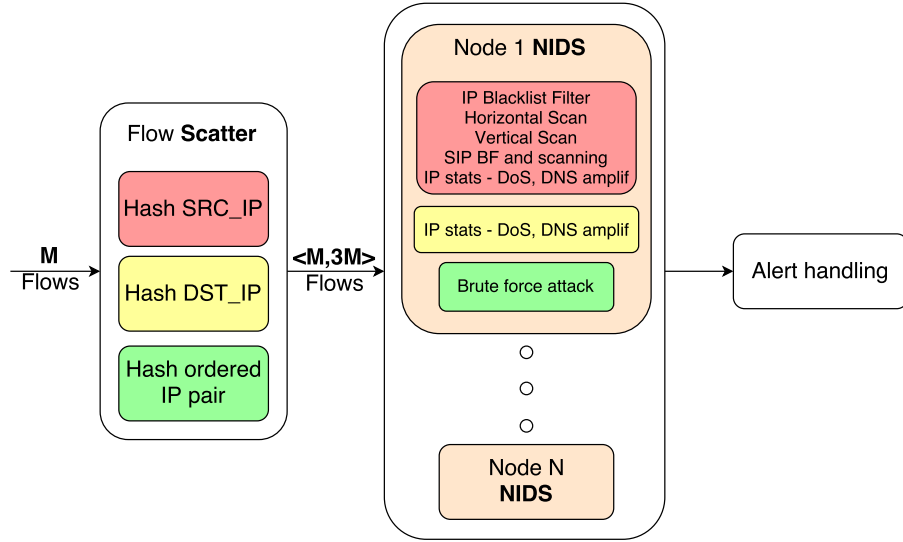 M
Flows
Flow Scatter
Hash SRC_IP
Hash DST_IP
Hash ordered
IP pair
<M,3M>
Flows
Node 1 NIDS
IP Blacklist Filter
Horizontal Scan
Vertical Scan
SIP BF and scanning
IP stats - DoS, DNS amplif
IP stats - DoS, DNS amplif
Brute force attack
Node N
NIDS
Alert handling